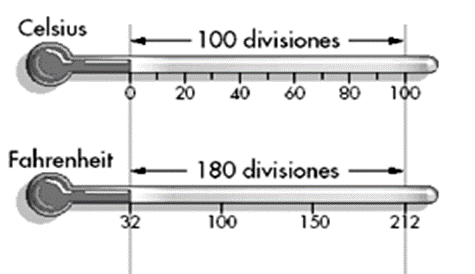 Celsius
100 divisiones
0 20 40 60 80 100
Fahrenheit
180 divisiones
32 100 150 212